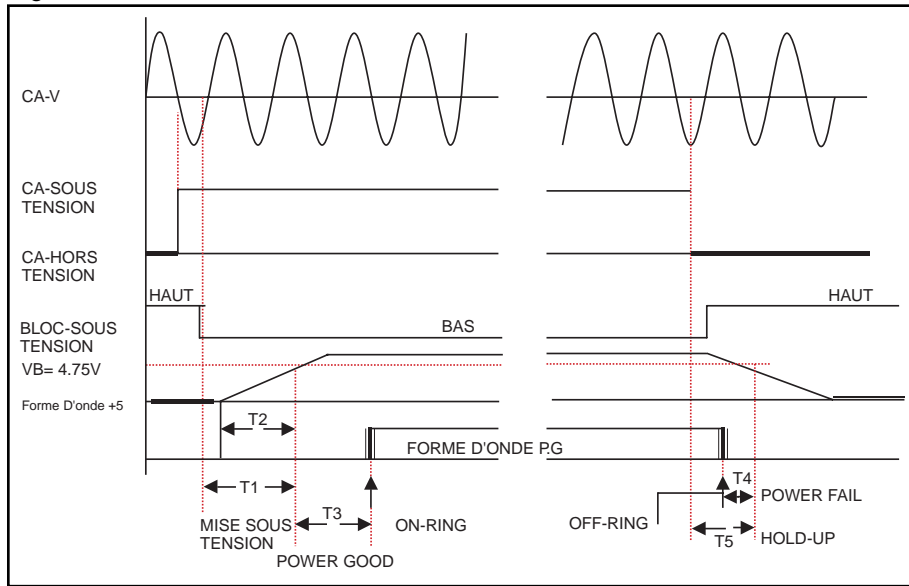 CA-V
CA-SOUS
TENSION
CA-HORS
TENSION
HAUT
HAUT
BLOC-SOUS
TENSION
BAS
VB= 4.75V
Forme D'onde +5
T2
FORME D'ONDE P.G
T1
T3
ON-RING
MISE SOUS
TENSION
POWER GOOD
OFF-RING
T4
POWER FAIL
T5
HOLD-UP